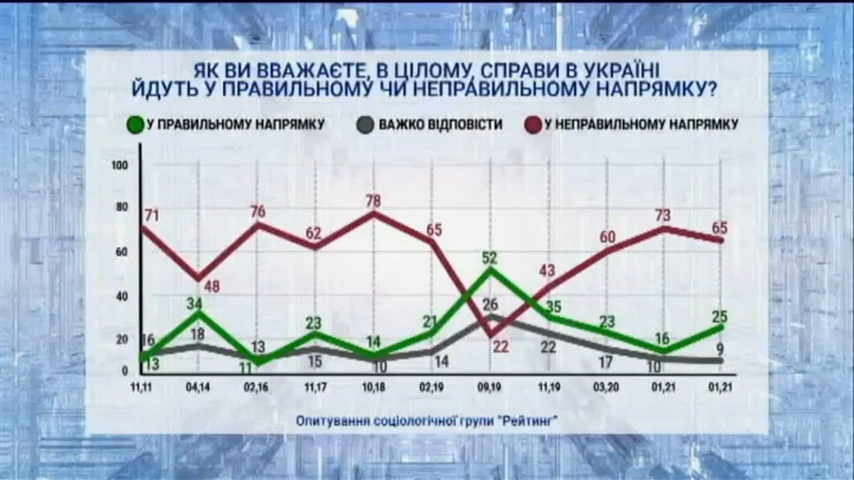 ЯК ВИ ВВАЖАЄТЕ, В ЦІЛОМУ, СПРАВИ В УКРАЇНІ
ЙДУТЬ У ПРАВИЛЬНОМУ ЧИ НЕПРАВИЛЬНОМУ НАПРЯМКУ?
У ПРАВИЛЬНОМУ НАПРЯМКУ ВАЖКО ВІДПОВІСТИ У НЕПРАВИЛЬНОМУ НАПРЯМКУ
100
80
60
40
20
0
71 48 76 62 78 65 22 43 60 73 65
34 11 23 14 21 52 35 23 16 25
16 13 18 13 15 10 14 26 22 17 10 9
11,11 04,14 02,16 11,17 10,18 02,19 09,19 11,19 03,20 01,21 01,21
Опитування соціологічної групи "Рейтинг"